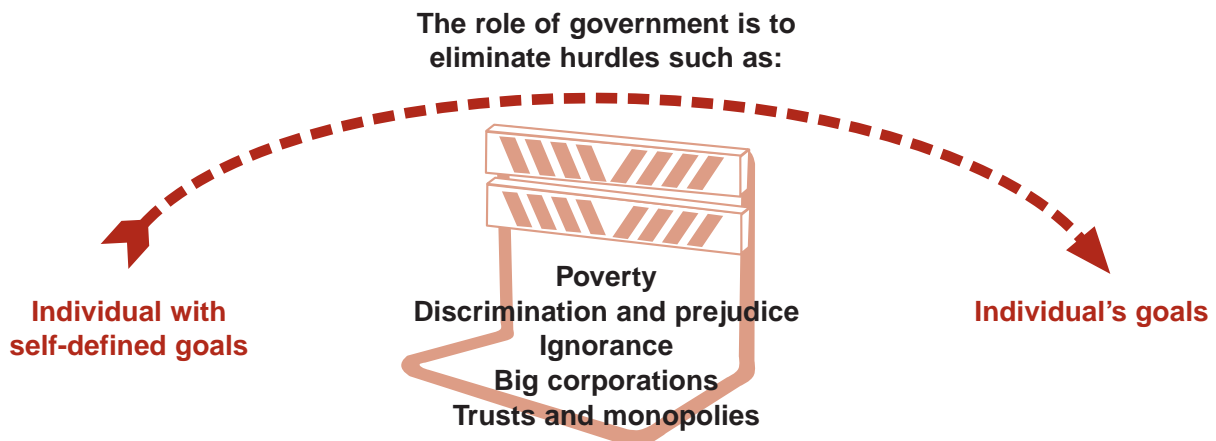 The role of government is to
eliminate hurdles such as:
Individual with
self-defined goals
Poverty
Discrimination and prejudice
Ignorance
Big corporations
Trusts and monopolies
Individual’s goals